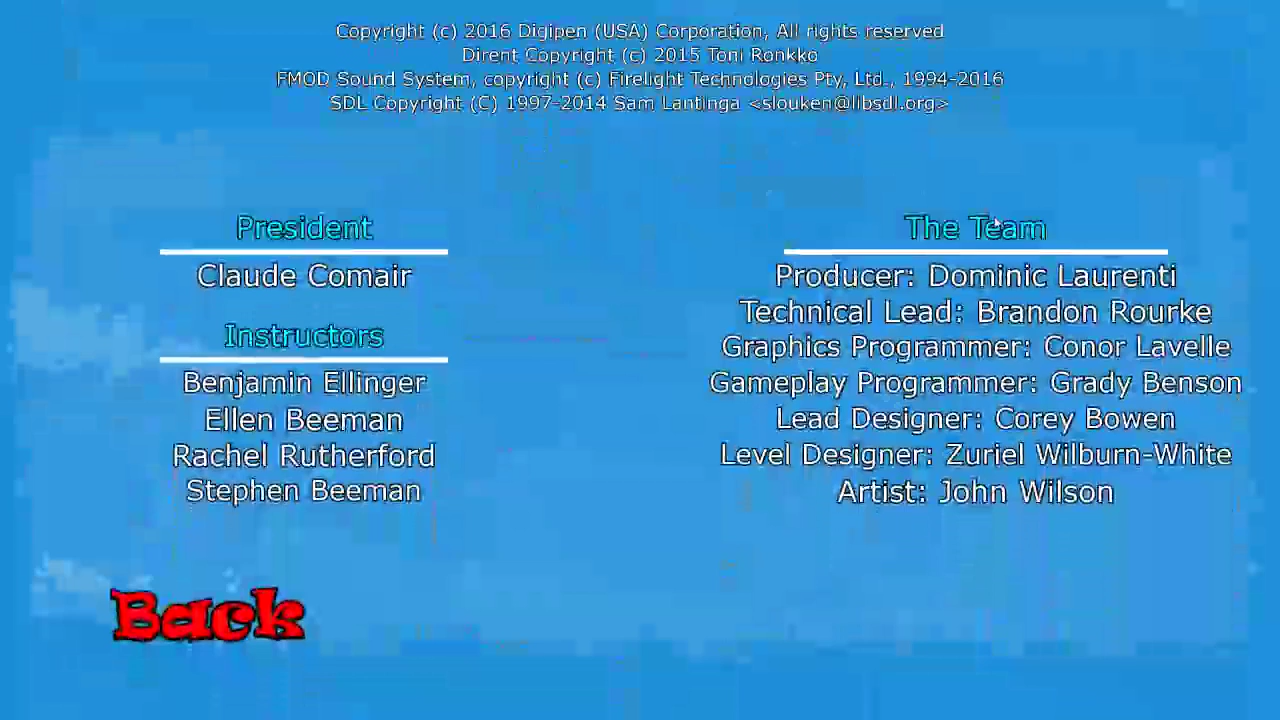 Copyright (c) 2016 Digipen (USA) Corporation, All rights reserved
Dirent Copyright (c) 2015 Toni Ronkko
FMOD Sound System, copyright (c) Firelight Technologies Pty, Ltd., 1994-2016
SDL Copyright (C) 1997-2014 Sam Lantinga <slouken@libsdl.org>
President
Claude Comair
Instructors
Benjamin Ellinger
Ellen Beeman
Rachel Rutherford
Stephen Beeman
The Team
Producer: Dominic Laurenti
Technical Lead: Brandon Rourke
Graphics Programmer: Conor Lavelle
Gameplay Programmer: Grady Benson
Lead Designer: Corey Bowen
Level Designer: Zuriel Wilburn-White
Artist: John Wilson
Back